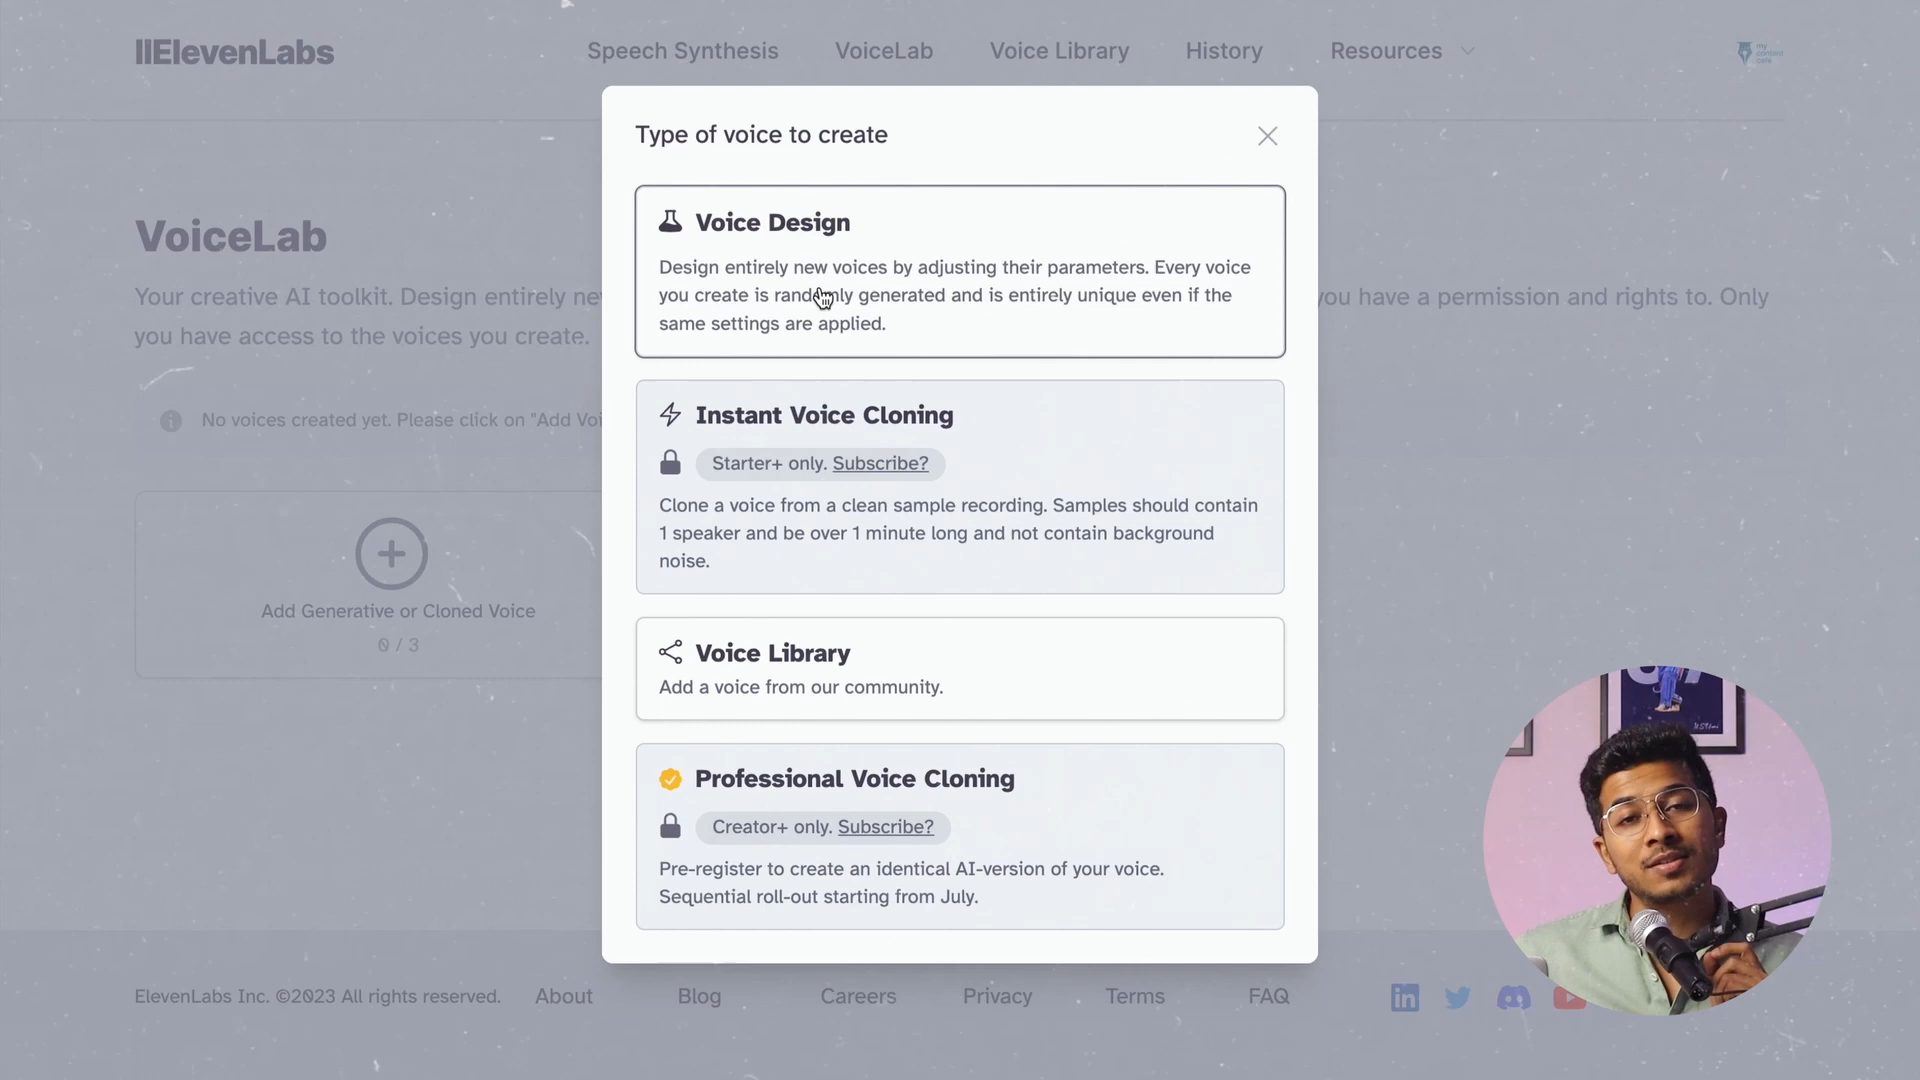 IIElevenLabs
Speech Synthesis
VoiceLab
Voice Library
History
Resources
my
content
cafe
Type of voice to create
Voice Design
Design entirely new voices by adjusting their parameters. Every voice
you create is randomly generated and is entirely unique even if the
same settings are applied.
VoiceLab
Your creative AI toolkit. Design entirely ne
you have a permission and rights to. Only
you have access to the voices you create.
No voices created yet. Please click on "Add Voi
Add Generative or Cloned Voice
0 / 3
Instant Voice Cloning
Starter+ only. Subscribe?
Clone a voice from a clean sample recording. Samples should contain
1 speaker and be over 1 minute long and not contain background
noise.
Voice Library
Add a voice from our community.
Professional Voice Cloning
Creator+ only. Subscribe?
Pre-register to create an identical AI-version of your voice.
Sequential roll-out starting from July.
ElevenLabs Inc. ©2023 All rights reserved.
About
Blog
Careers
Privacy
Terms
FAQ